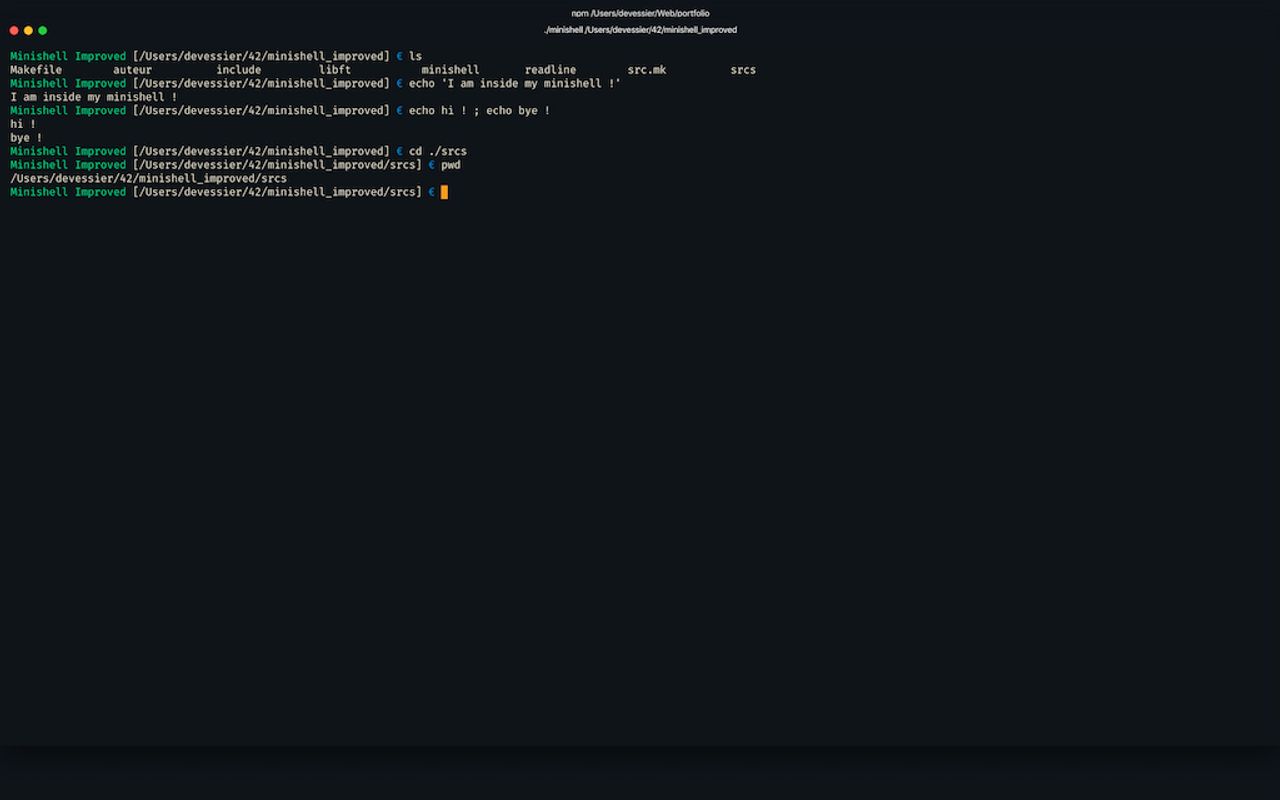 npm /Users/devessier/Web/portfolio
./minishell /Users/devessier/42/minishell_improved
Minishell Improved [/Users/devessier/42/minishell_improved] € ls
Makefile auteur include libft minishell readline src.mk srcs
Minishell Improved [/Users/devessier/42/minishell_improved] € echo 'I am inside my minishell !'
I am inside my minishell !
Minishell Improved [/Users/devessier/42/minishell_improved] € echo hi ! ; echo bye !
hi !
bye !
Minishell Improved [/Users/devessier/42/minishell_improved] € cd ./srcs
Minishell Improved [/Users/devessier/42/minishell_improved/srcs] € pwd
/Users/devessier/42/minishell_improved/srcs
Minishell Improved [/Users/devessier/42/minishell_improved/srcs] €